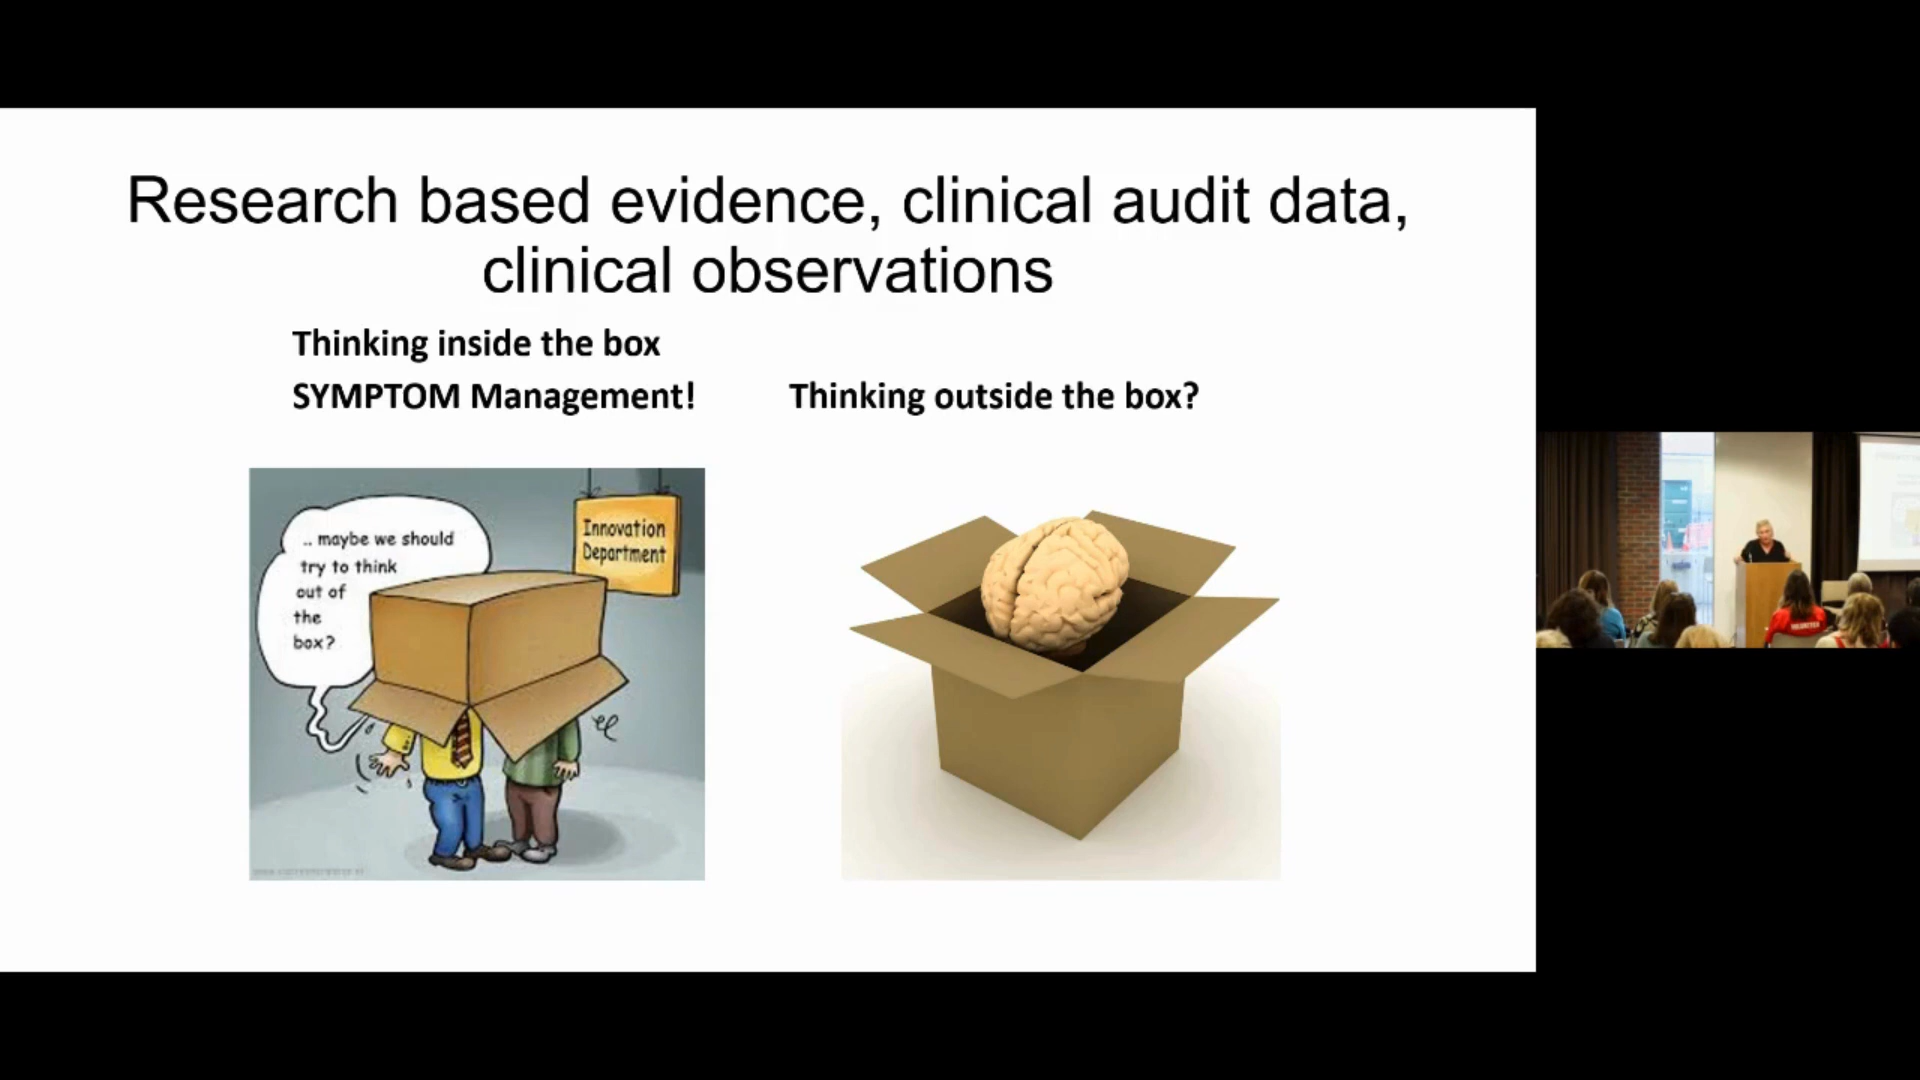 Research based evidence, clinical audit data,
clinical observations
Thinking inside the box
SYMPTOM Management!
Thinking outside the box?
.. maybe we should
try to think
out of
the
box?
Innovation
Department
VOLUNTEER